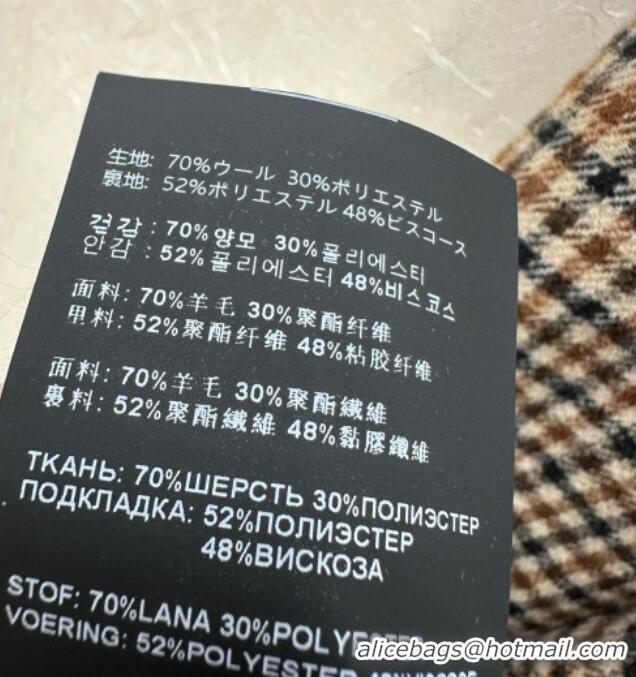 生地: 70%ウール 30%ポリエステル
裏地: 52%ポリエステル 48%ビスコース
겉감 : 70%양모 30%폴리에스티
안감 : 52%폴리에스터 48%비스코스
面料: 70%羊毛 30%聚酯纤维
里料: 52%聚酯纤维 48%粘胶纤维
面料: 70%羊毛 30%聚酯纖維
裏料: 52%聚酯纖維 48%黏膠纖維
ТКАНЬ: 70%ШЕРСТЬ 30%ПОЛИЭСТЕР
ПОДКЛАДКА: 52%ПОЛИЭСТЕР
48%ВИСКОЗА
STOF: 70%LANA 30%POLYESTER
VOERING: 52%POLYESTER
alicebags@hotmail.com